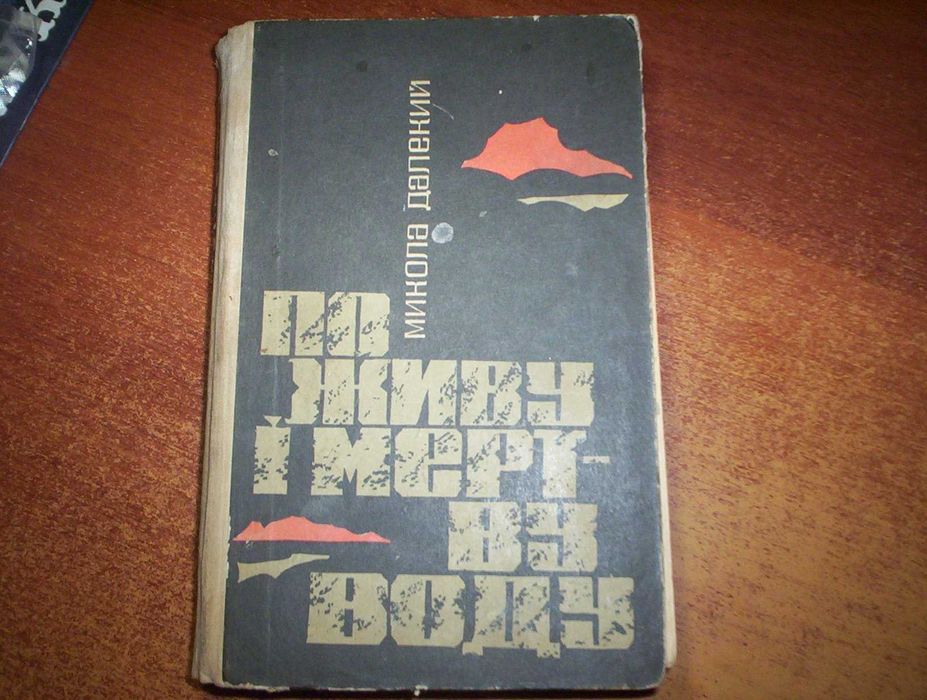 Микола Далекий
ПО
ЖИВУ
І МЕРТ-
ВУ
ВОДУ